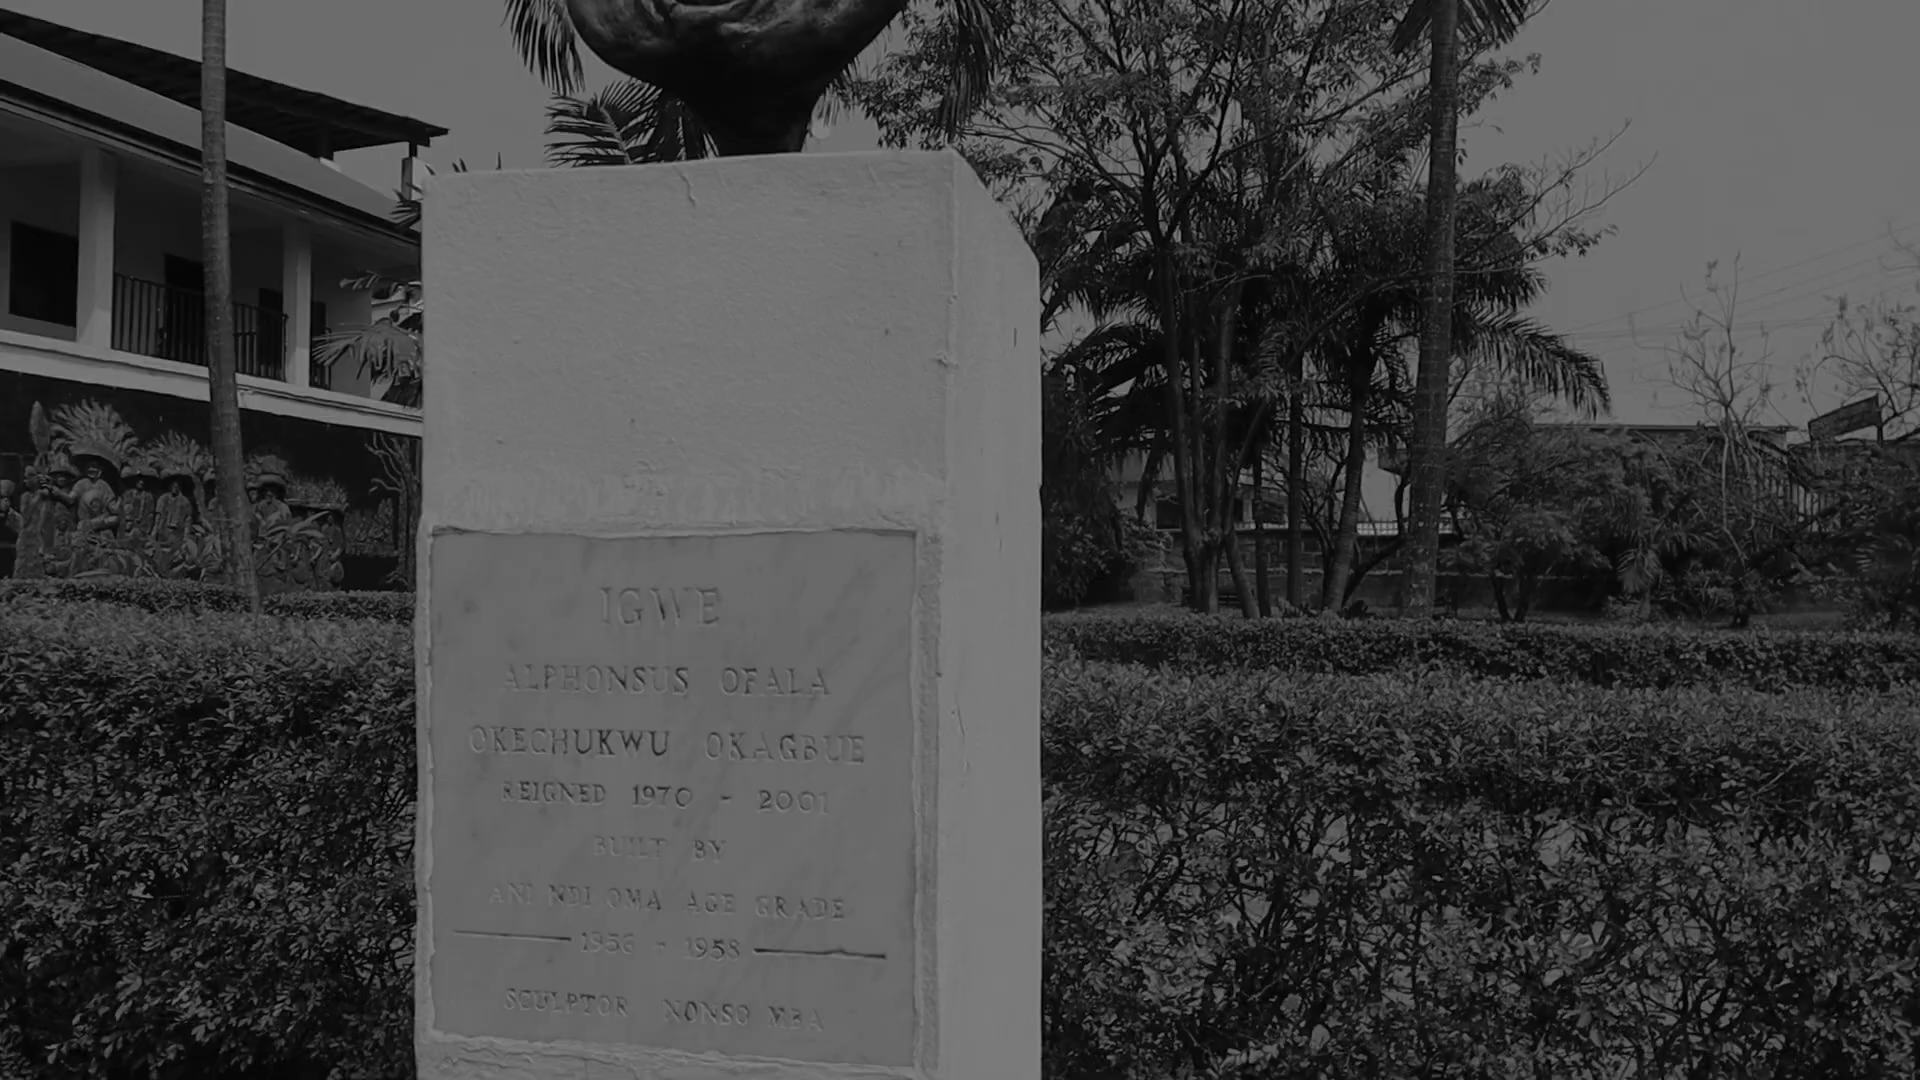 IGWE
ALPHONSUS OFALA
OKECHUKWU OKAGBUE
REIGNED 1970 - 2001
BUILT BY
ANI NDI OMA AGE GRADE
1956 - 1958
SCULPTOR NONSO MBA